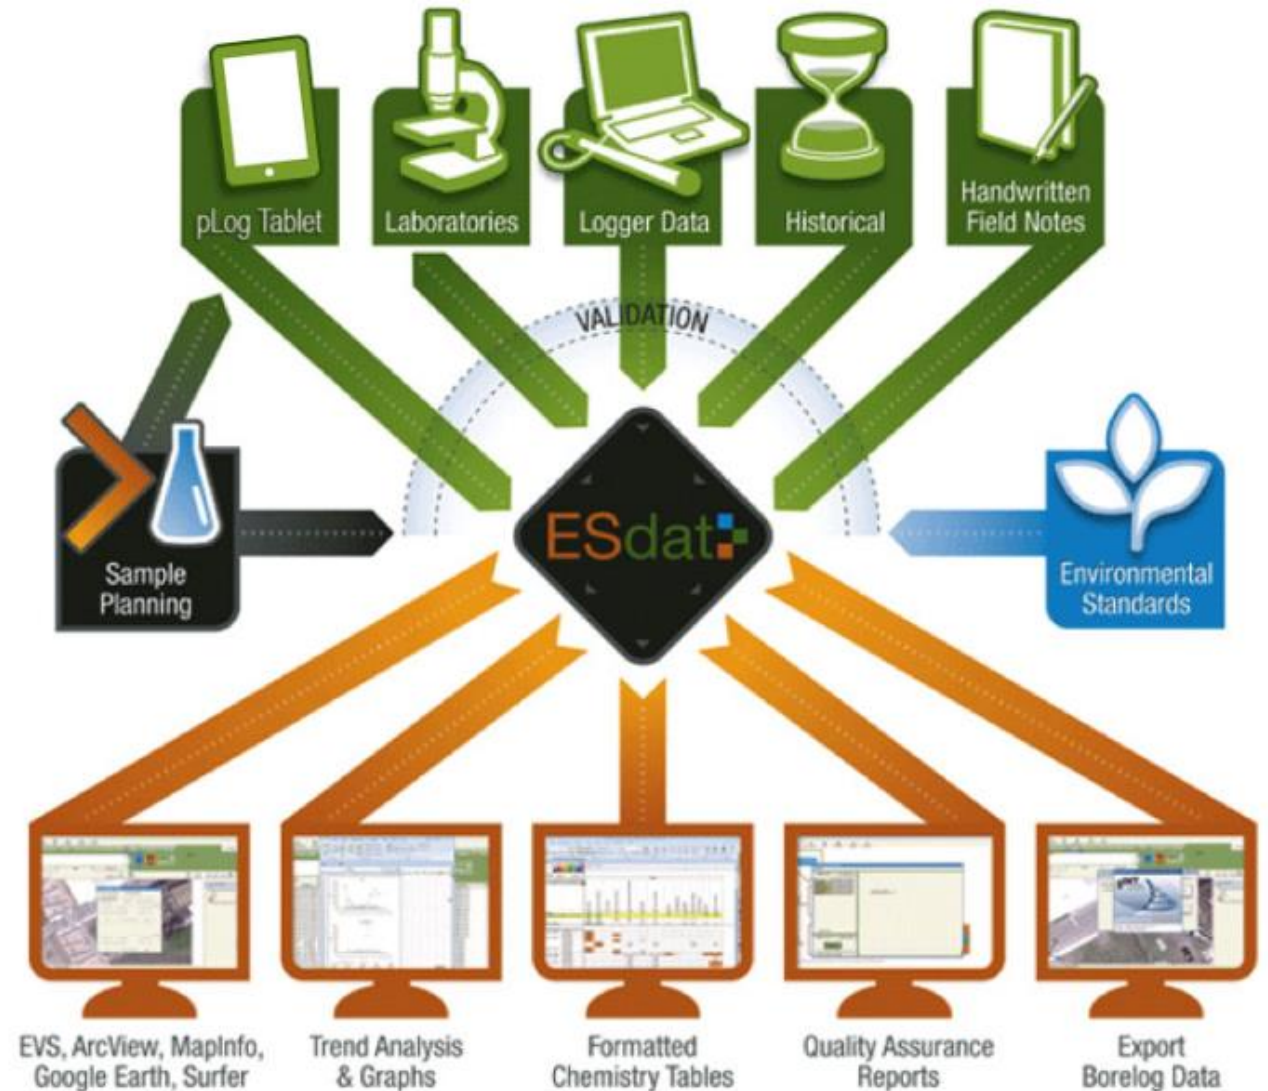 pLog Tablet
Laboratories
Logger Data
Historical
Handwritten
Field Notes
VALIDATION
ESdat
Sample
Planning
Environmental
Standards
EVS, ArcView, MapInfo,
Google Earth, Surfer
Trend Analysis
& Graphs
Formatted
Chemistry Tables
Quality Assurance
Reports
Export
Borelog Data